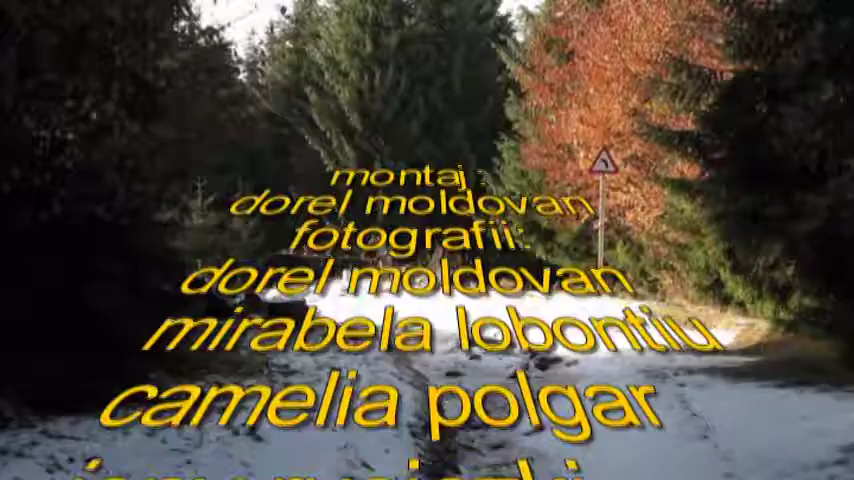 montaj :
dorel moldovan
fotografii:
dorel moldovan
mirabela lobontiu
camelia polgar